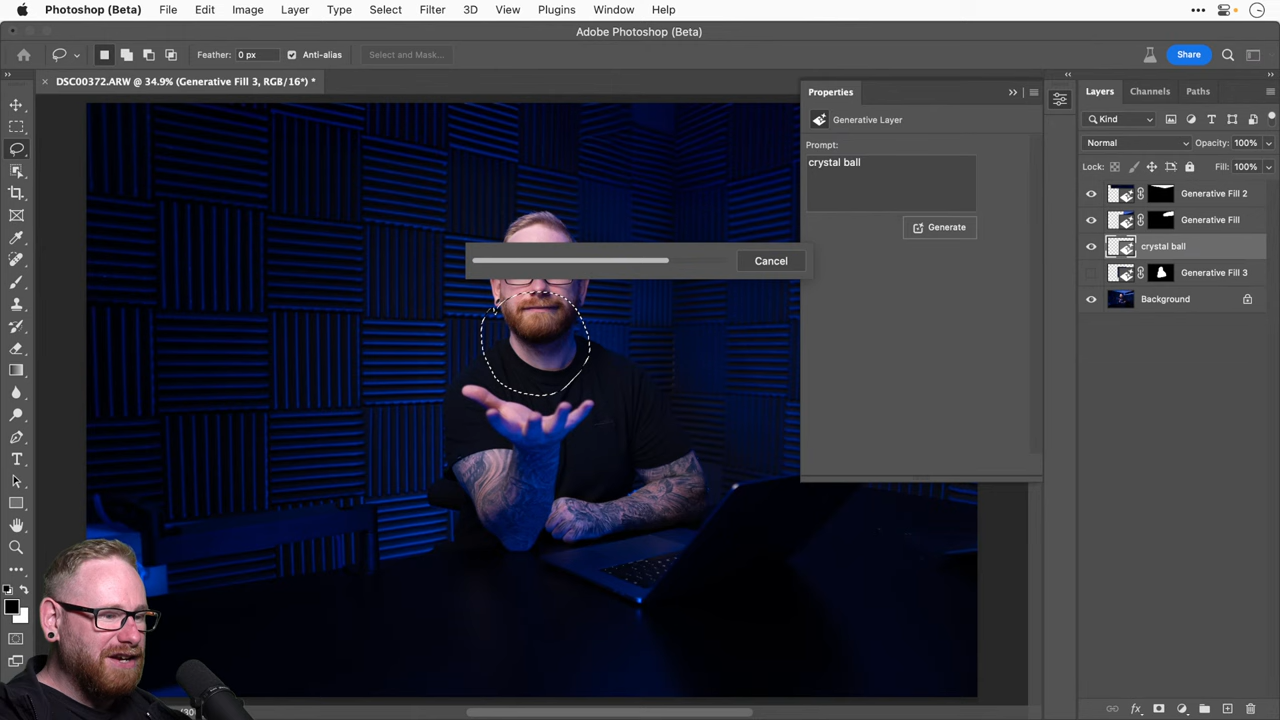 Photoshop (Beta) File Edit Image Layer Type Select Filter 3D View Plugins Window Help
Adobe Photoshop (Beta)
Feather: 0 px Anti-alias Select and Mask... Share
DSC00372.ARW @ 34.9% (Generative Fill 3, RGB/16*) *
Properties
Layers Channels Paths
Generative Layer
Kind
Prompt:
Normal Opacity: 100%
crystal ball
Lock: Fill: 100%
Generative Fill 2
Generative Fill
Generate
crystal ball
Cancel
Generative Fill 3
Background